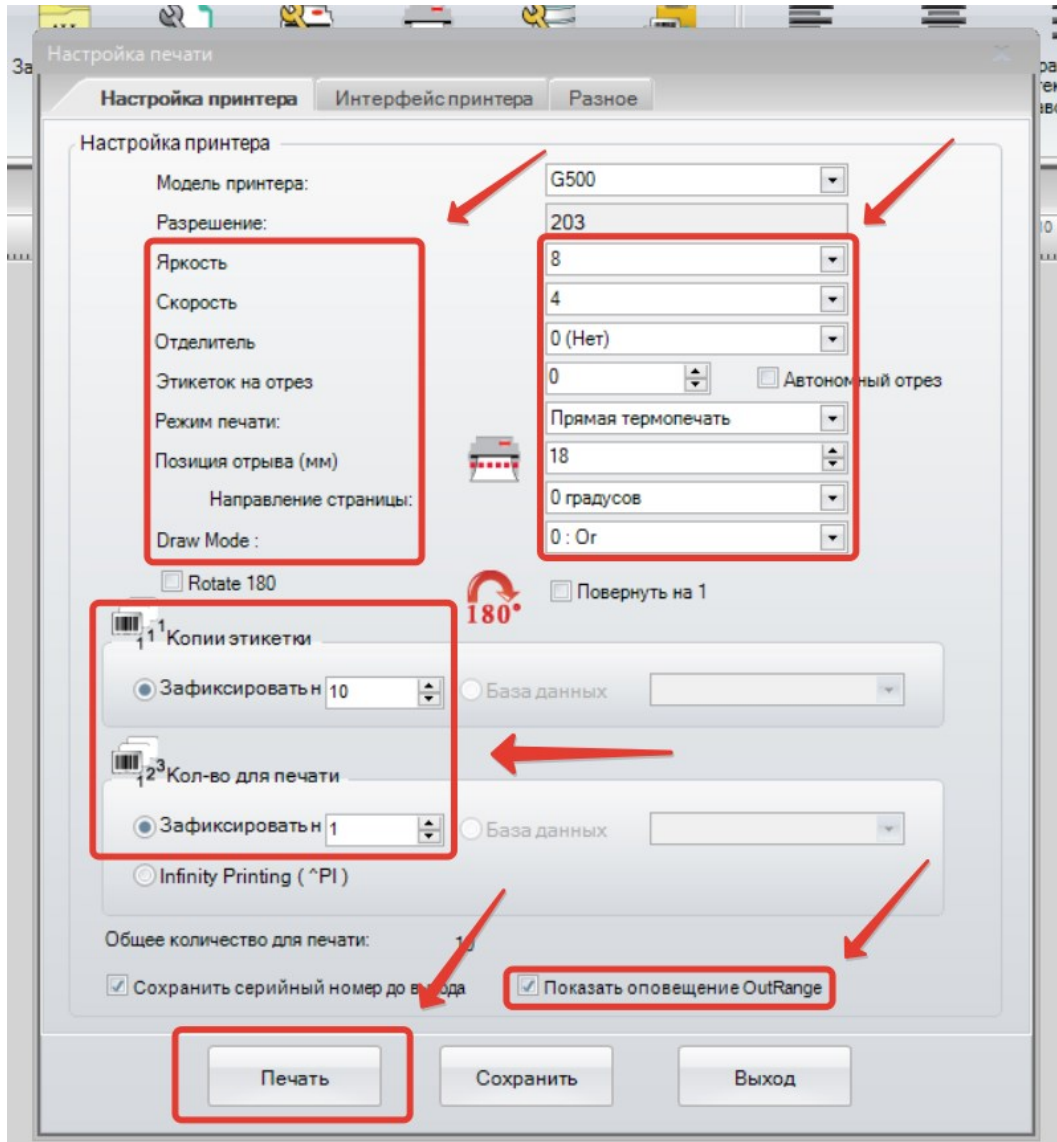 За
Настройка печати
Настройка принтера Интерфейс принтера Разное
Настройка принтера
Модель принтера: G500
Разрешение: 203
Яркость 8
Скорость 4
Отделитель 0 (Нет)
Этикеток на отрез 0 Автономный отрез
Режим печати: Прямая термопечать
Позиция отрыва (мм) 18
Направление страницы: 0 градусов
Draw Mode : 0 : Or
Rotate 180 180° Повернуть на 1
Копии этикетки
Зафиксировать н 10 База данных
Кол-во для печати
Зафиксировать н 1 База данных
Infinity Printing ( ^PI )
Общее количество для печати: 10
Сохранить серийный номер до выхода Показать оповещение OutRange
Печать Сохранить Выход